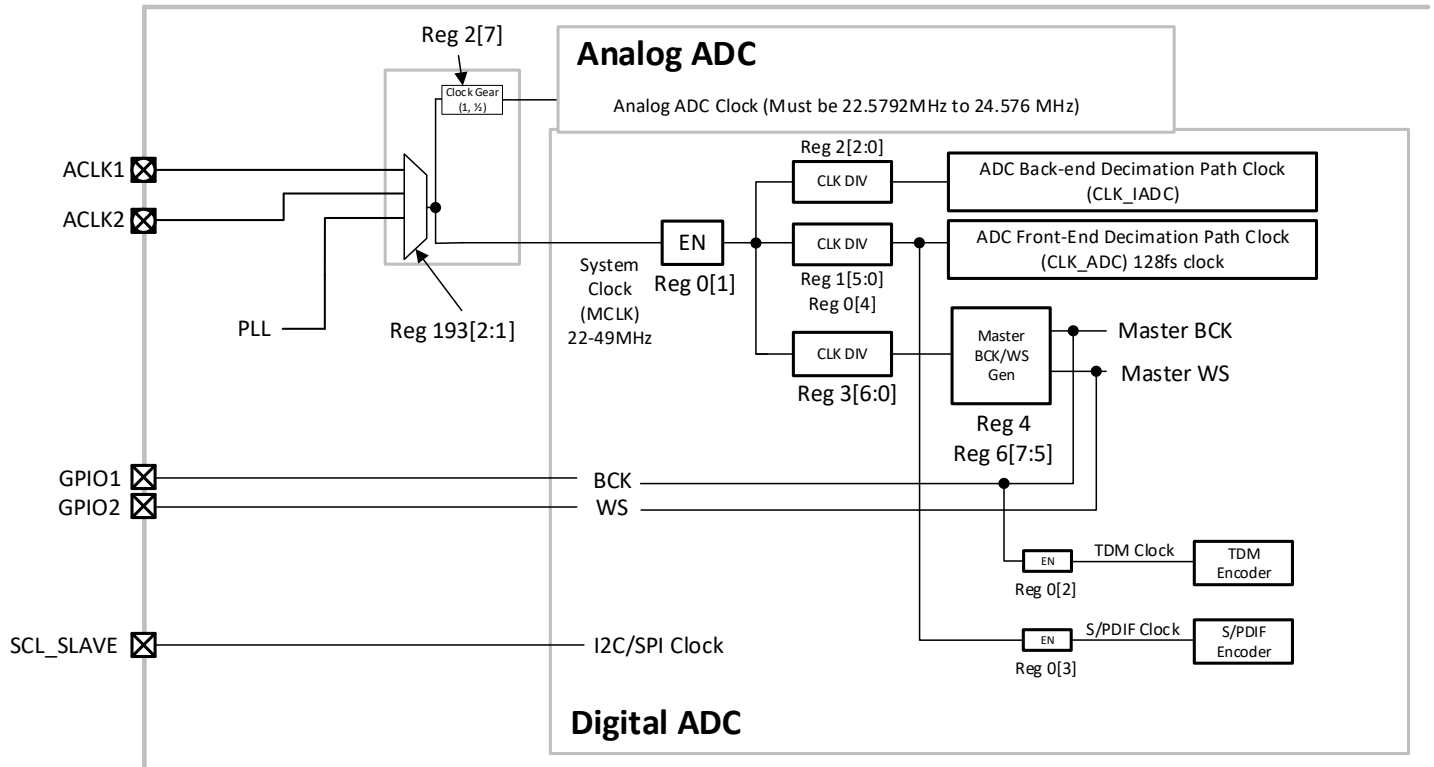 Reg 2[7]
Clock Gear
(1, ½)
Analog ADC
Analog ADC Clock (Must be 22.5792MHz to 24.576 MHz)
ACLK1
ACLK2
PLL
Reg 193[2:1]
System
Clock
(MCLK)
22-49MHz
EN
Reg 0[1]
Reg 2[2:0]
CLK DIV
ADC Back-end Decimation Path Clock
(CLK_IADC)
CLK DIV
Reg 1[5:0]
Reg 0[4]
ADC Front-End Decimation Path Clock
(CLK_ADC) 128fs clock
CLK DIV
Reg 3[6:0]
Master
BCK/WS
Gen
Reg 4
Reg 6[7:5]
Master BCK
Master WS
GPIO1
BCK
GPIO2
WS
EN
Reg 0[2]
TDM Clock
TDM
Encoder
SCL_SLAVE
I2C/SPI Clock
EN
Reg 0[3]
S/PDIF Clock
S/PDIF
Encoder
Digital ADC